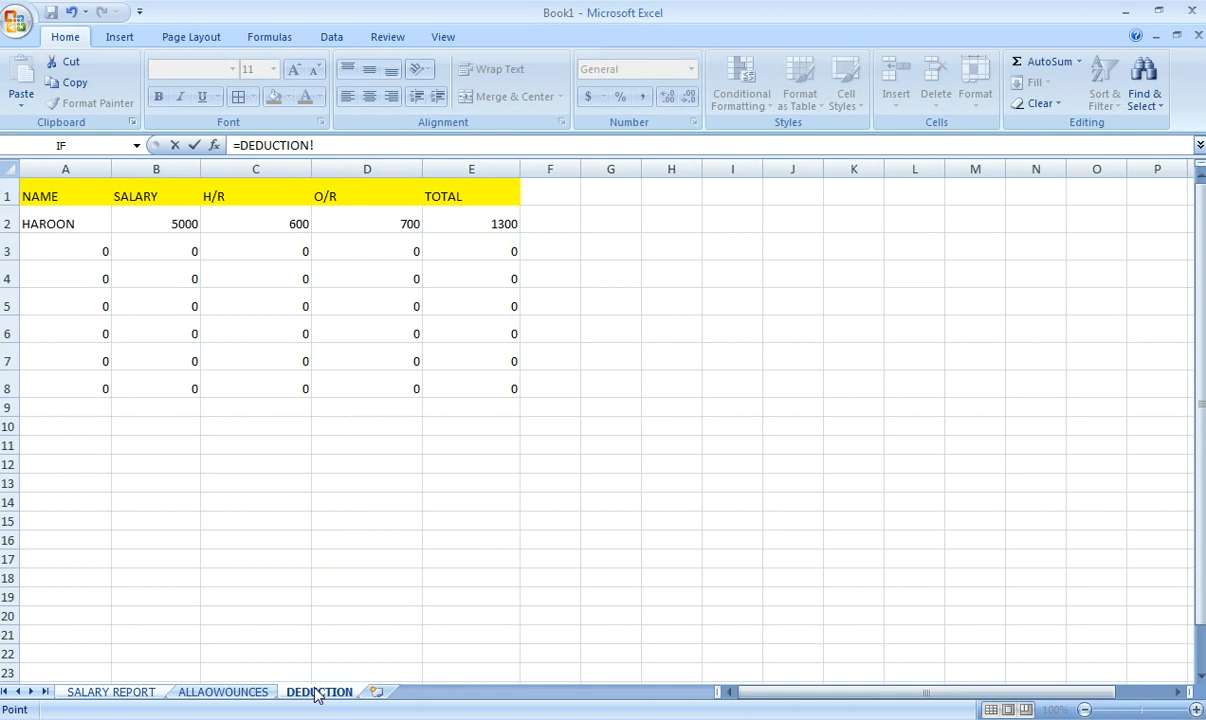 Book1 - Microsoft Excel
Home Insert Page Layout Formulas Data Review View
Paste Cut Copy Format Painter Clipboard
11 B I U A A A Font
Wrap Text Merge & Center Alignment
General $ % , Number
Conditional Formatting Format as Table Cell Styles Styles
Insert Delete Format Cells
Σ AutoSum Fill Clear Sort & Filter Find & Select Editing
IF fx =DEDUCTION!
A B C D E F G H I J K L M N O P
1 NAME SALARY H/R O/R TOTAL
2 HAROON 5000 600 700 1300
3 0 0 0 0 0
4 0 0 0 0 0
5 0 0 0 0 0
6 0 0 0 0 0
7 0 0 0 0 0
8 0 0 0 0 0
9
10
11
12
13
14
15
16
17
18
19
20
21
22
23
SALARY REPORT ALLAOWOUNCES DEDUCTION
Point 100%